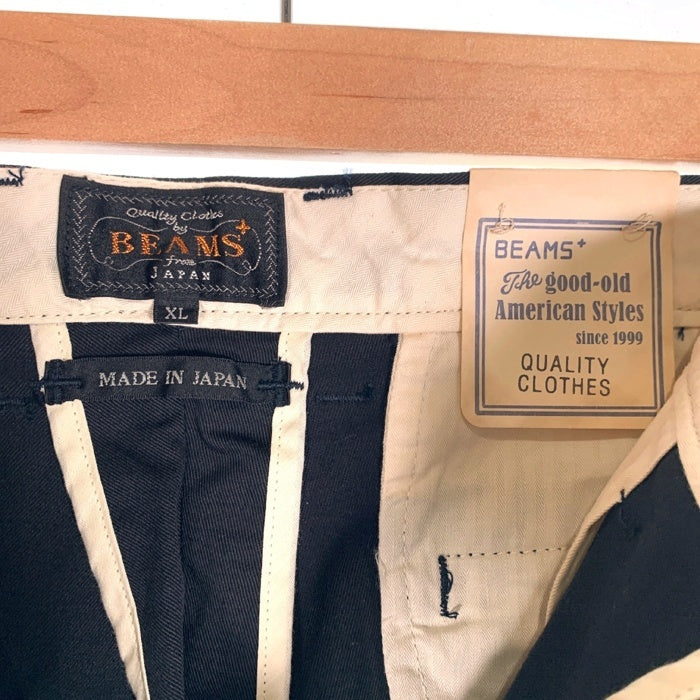 Quality Clothes
by
BEAMS+
from
JAPAN
XL
MADE IN JAPAN
BEAMS+
The good-old
American Styles
since 1999
QUALITY
CLOTHES